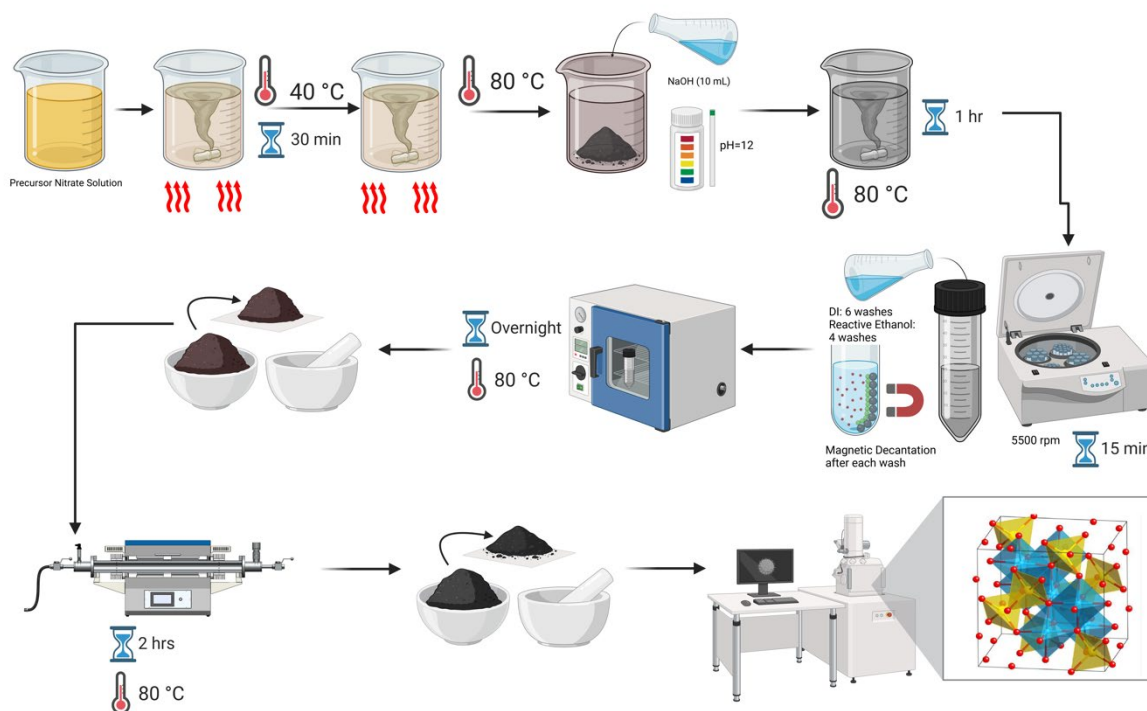 40 °C
30 min
80 °C
NaOH (10 mL)
pH=12
1 hr
80 °C
Precursor Nitrate Solution
DI: 6 washes
Reactive Ethanol:
4 washes
Magnetic Decantation
after each wash
5500 rpm
15 min
Overnight
80 °C
2 hrs
80 °C